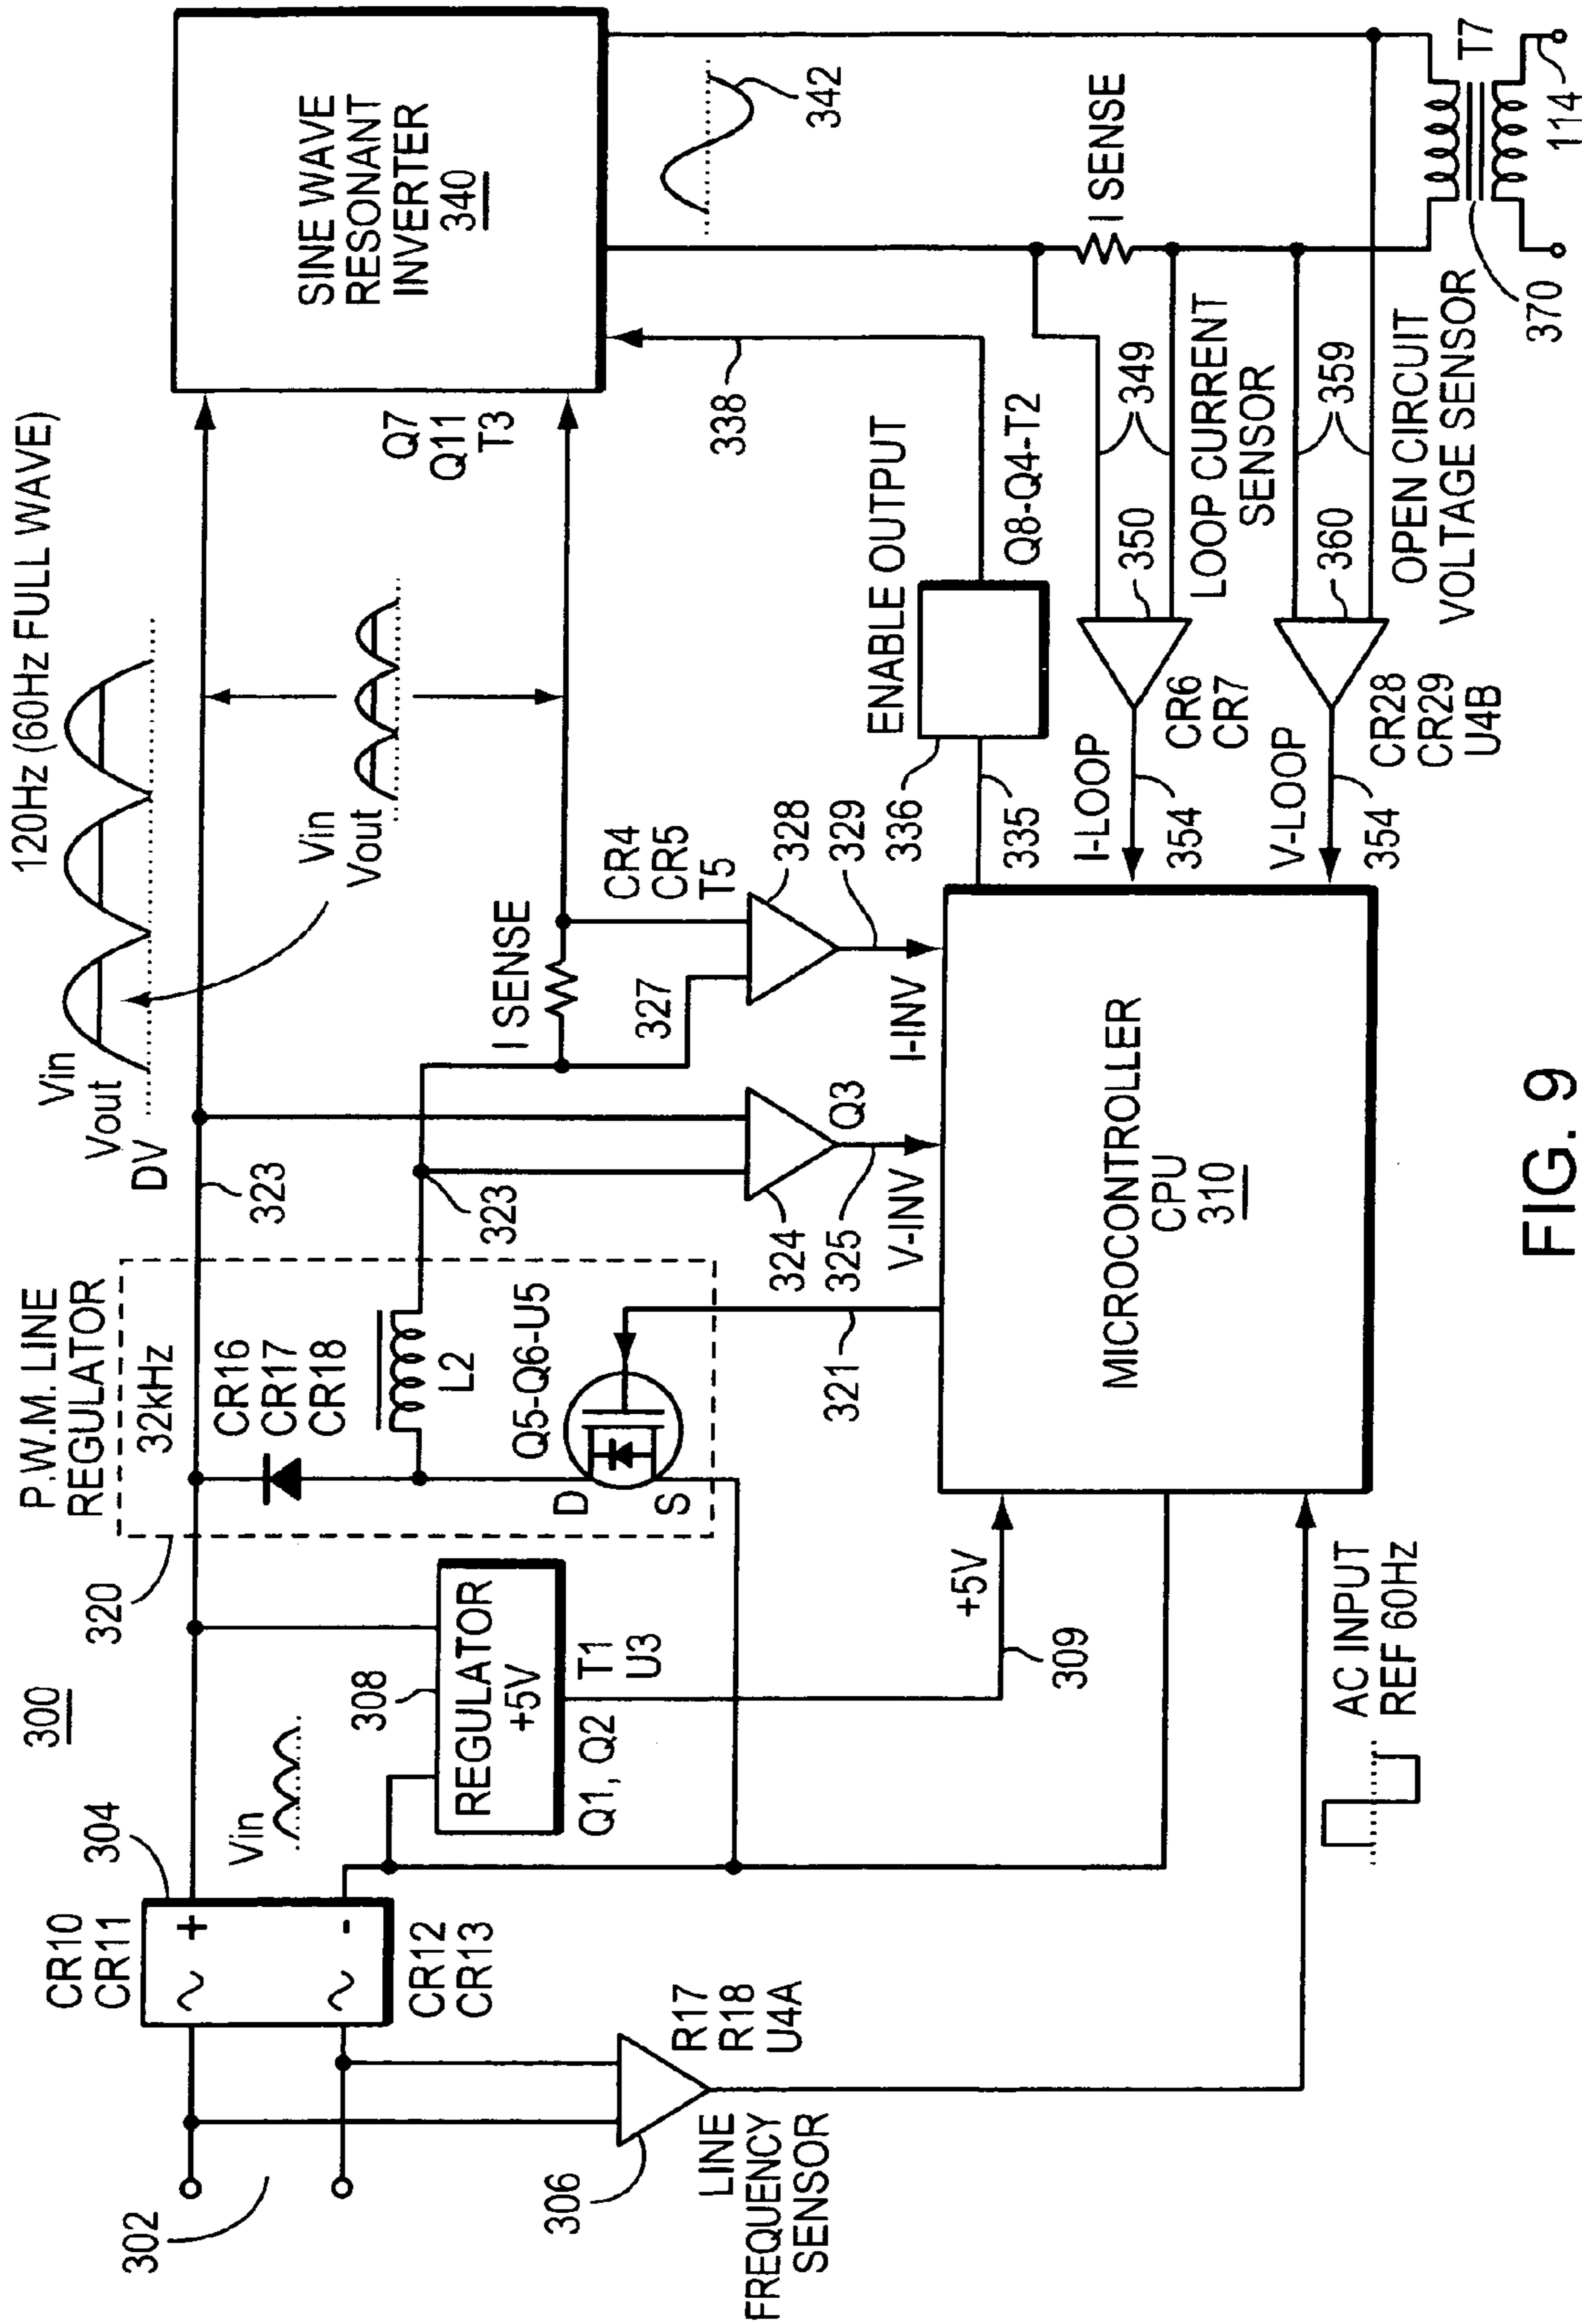 300
302
CR10
CR11
304
CR12
CR13
+
-
~
~
Vin
306
LINE
FREQUENCY
SENSOR
R17
R18
U4A
308
REGULATOR
+5V
T1
U3
Q1, Q2
309
+5V
AC INPUT
REF 60Hz
320
P.W.M. LINE
REGULATOR
32kHz
CR16
CR17
CR18
L2
Q5-Q6-U5
D
S
321
323
323
324
325
V-INV
Q3
I SENSE
327
CR4
CR5
T5
328
329
I-INV
MICROCONTROLLER
CPU
310
120Hz (60Hz FULL WAVE)
Vin
Vout
DV
Vin
Vout
Q7
Q11
T3
SINE WAVE
RESONANT
INVERTER
340
342
335
336
ENABLE OUTPUT
Q8-Q4-T2
338
I-LOOP
354
CR6
CR7
350
349
LOOP CURRENT
SENSOR
I SENSE
V-LOOP
354
CR28
CR29
U4B
360
359
OPEN CIRCUIT
VOLTAGE SENSOR
370
T7
114
FIG. 9